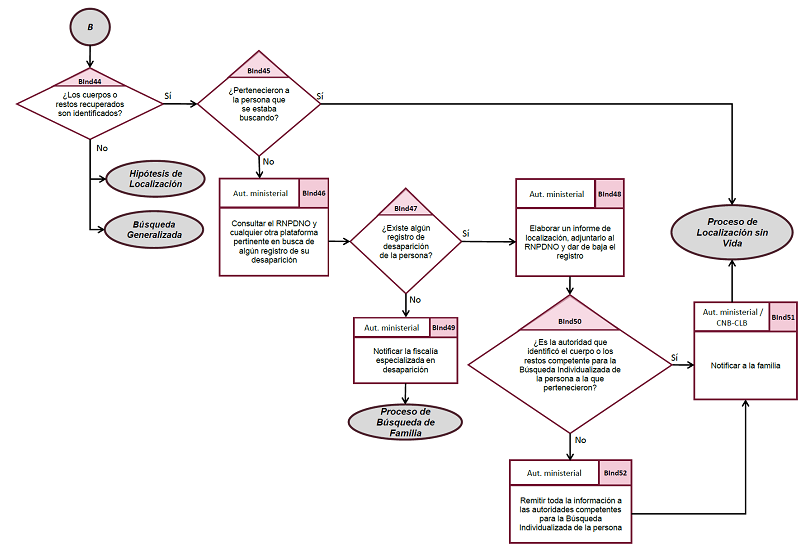 B
BInd44
¿Los cuerpos o
restos recuperados
son identificados?
Sí
No
Hipótesis de
Localización
Búsqueda
Generalizada
BInd45
¿Pertenecieron a
la persona que
se estaba
buscando?
Sí
No
Aut. ministerial
BInd46
Consultar el RNPDNO y
cualquier otra plataforma
pertinente en busca de
algún registro de su
desaparición
BInd47
¿Existe algún
registro de
desaparición
de la persona?
Sí
No
Aut. ministerial
BInd48
Elaborar un informe de
localización, adjuntarlo al
RNPDNO y dar de baja el
registro
Aut. ministerial
BInd49
Notificar la fiscalía
especializada en
desaparición
Proceso de
Búsqueda de
Familia
BInd50
¿Es la autoridad que
identificó el cuerpo o los
restos competente para la
Búsqueda Individualizada de
la persona a la que
pertenecieron?
Sí
No
Aut. ministerial /
CNB-CLB
BInd51
Notificar a la familia
Proceso de
Localización sin
Vida
Aut. ministerial
BInd52
Remitir toda la información a
las autoridades competentes
para la Búsqueda
Individualizada de la persona